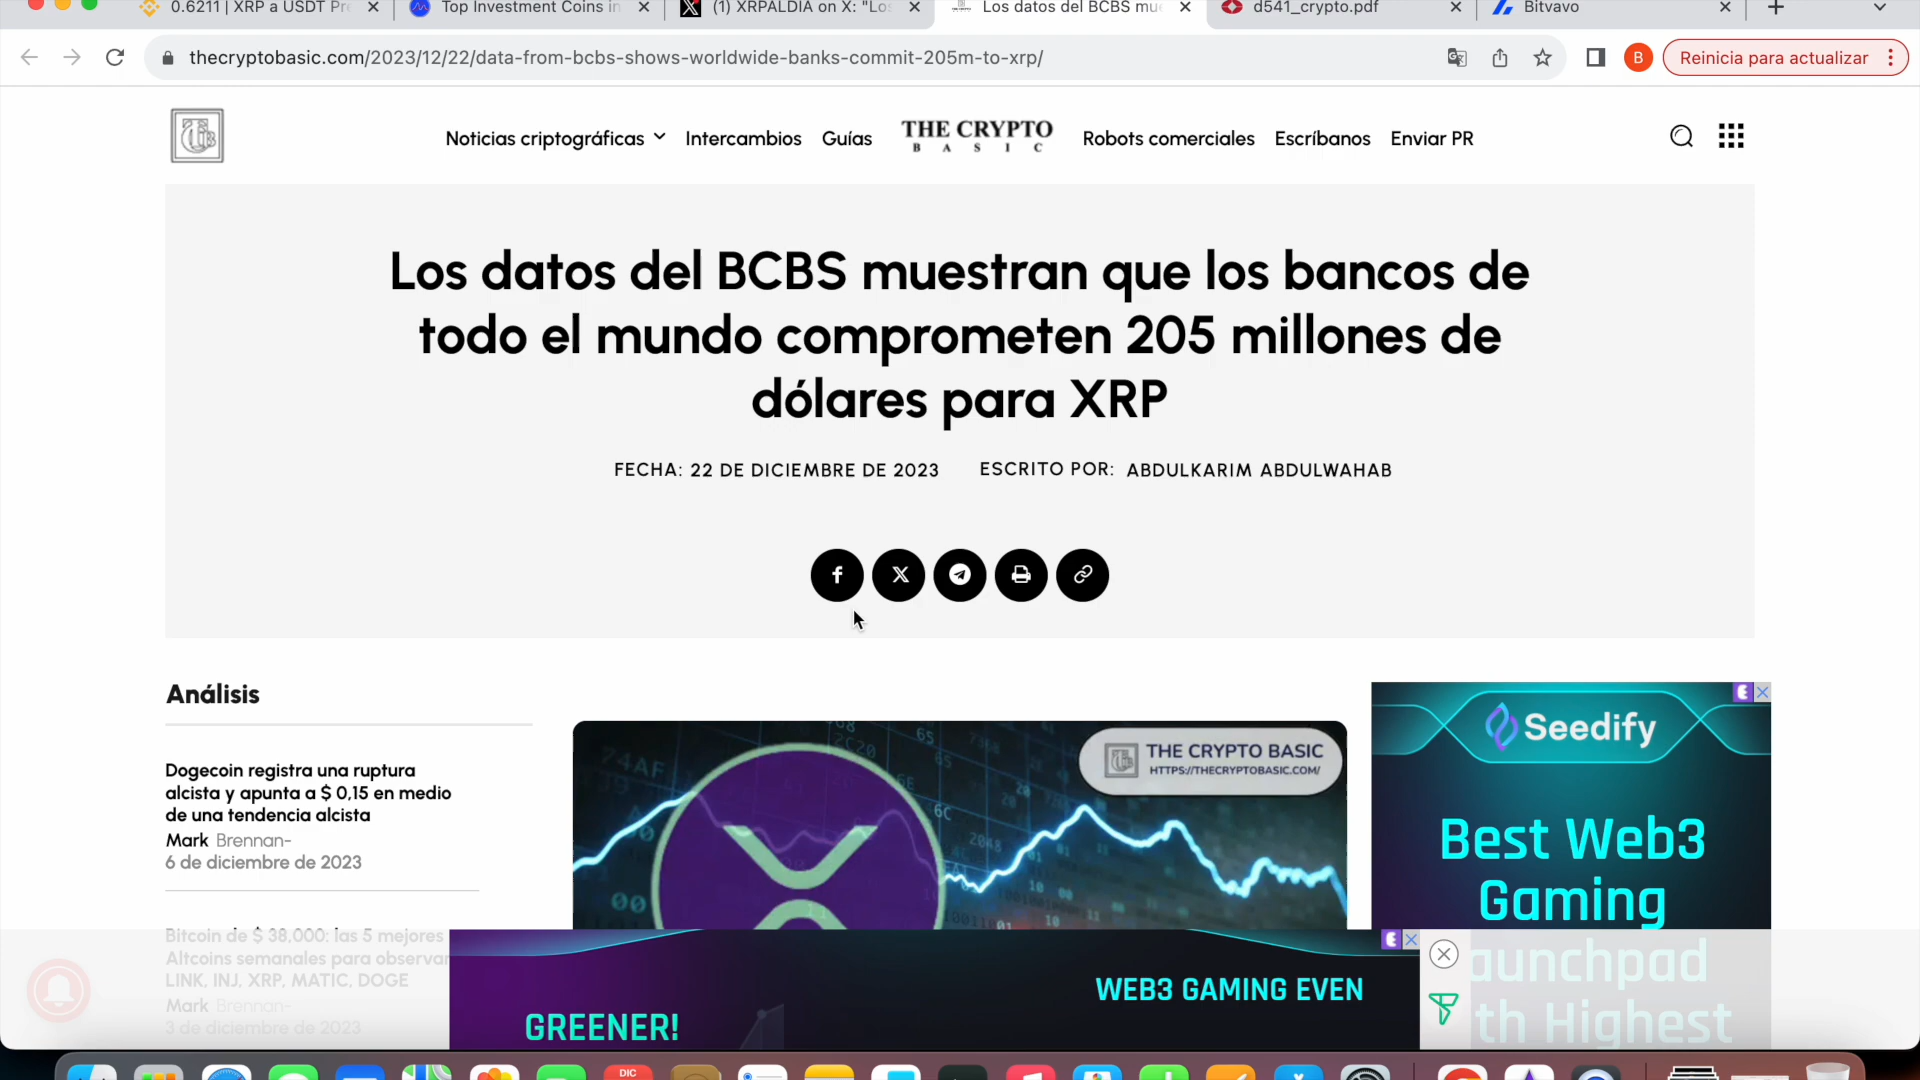 0.6211 | XRP a USDT Pre
Top Investment Coins in
(1) XRPALDIA on X: "Los
Los datos del BCBS mue
d541_crypto.pdf
Bitvavo
thecryptobasic.com/2023/12/22/data-from-bcbs-shows-worldwide-banks-commit-205m-to-xrp/
B
Reinicia para actualizar
Noticias criptográficas
Intercambios
Guías
THE CRYPTO
BASIC
Robots comerciales
Escríbanos
Enviar PR
Los datos del BCBS muestran que los bancos de
todo el mundo comprometen 205 millones de
dólares para XRP
FECHA: 22 DE DICIEMBRE DE 2023
ESCRITO POR: ABDULKARIM ABDULWAHAB
Análisis
Dogecoin registra una ruptura
alcista y apunta a $ 0,15 en medio
de una tendencia alcista
Mark Brennan-
6 de diciembre de 2023
Bitcoin de $ 38,000: las 5 mejores
Altcoins semanales para observar
LINK, INJ, XRP, MATIC, DOGE
Mark Brennan-
3 de diciembre de 2023
THE CRYPTO BASIC
HTTPS://THECRYPTOBASIC.COM/
Seedify
Best Web3
Gaming
aunchpad
th Highest
WEB3 GAMING EVEN
GREENER!
DIC